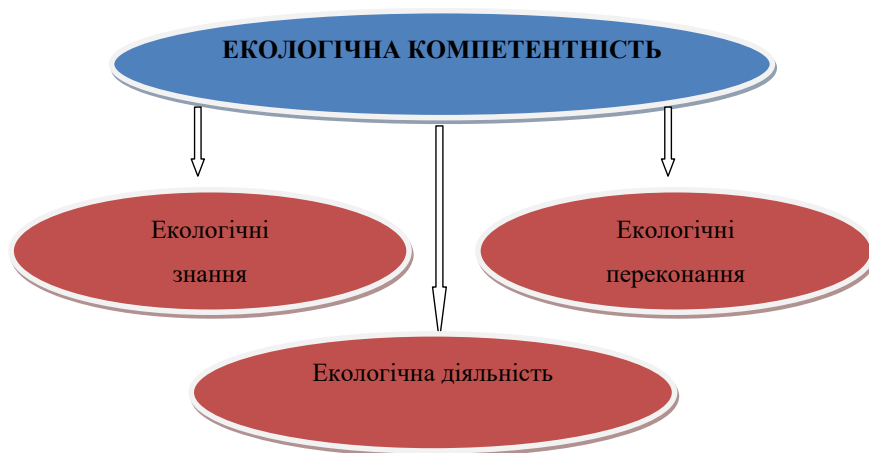 ЕКОЛОГІЧНА КОМПЕТЕНТНІСТЬ
Екологічні
знання
Екологічні
переконання
Екологічна діяльність